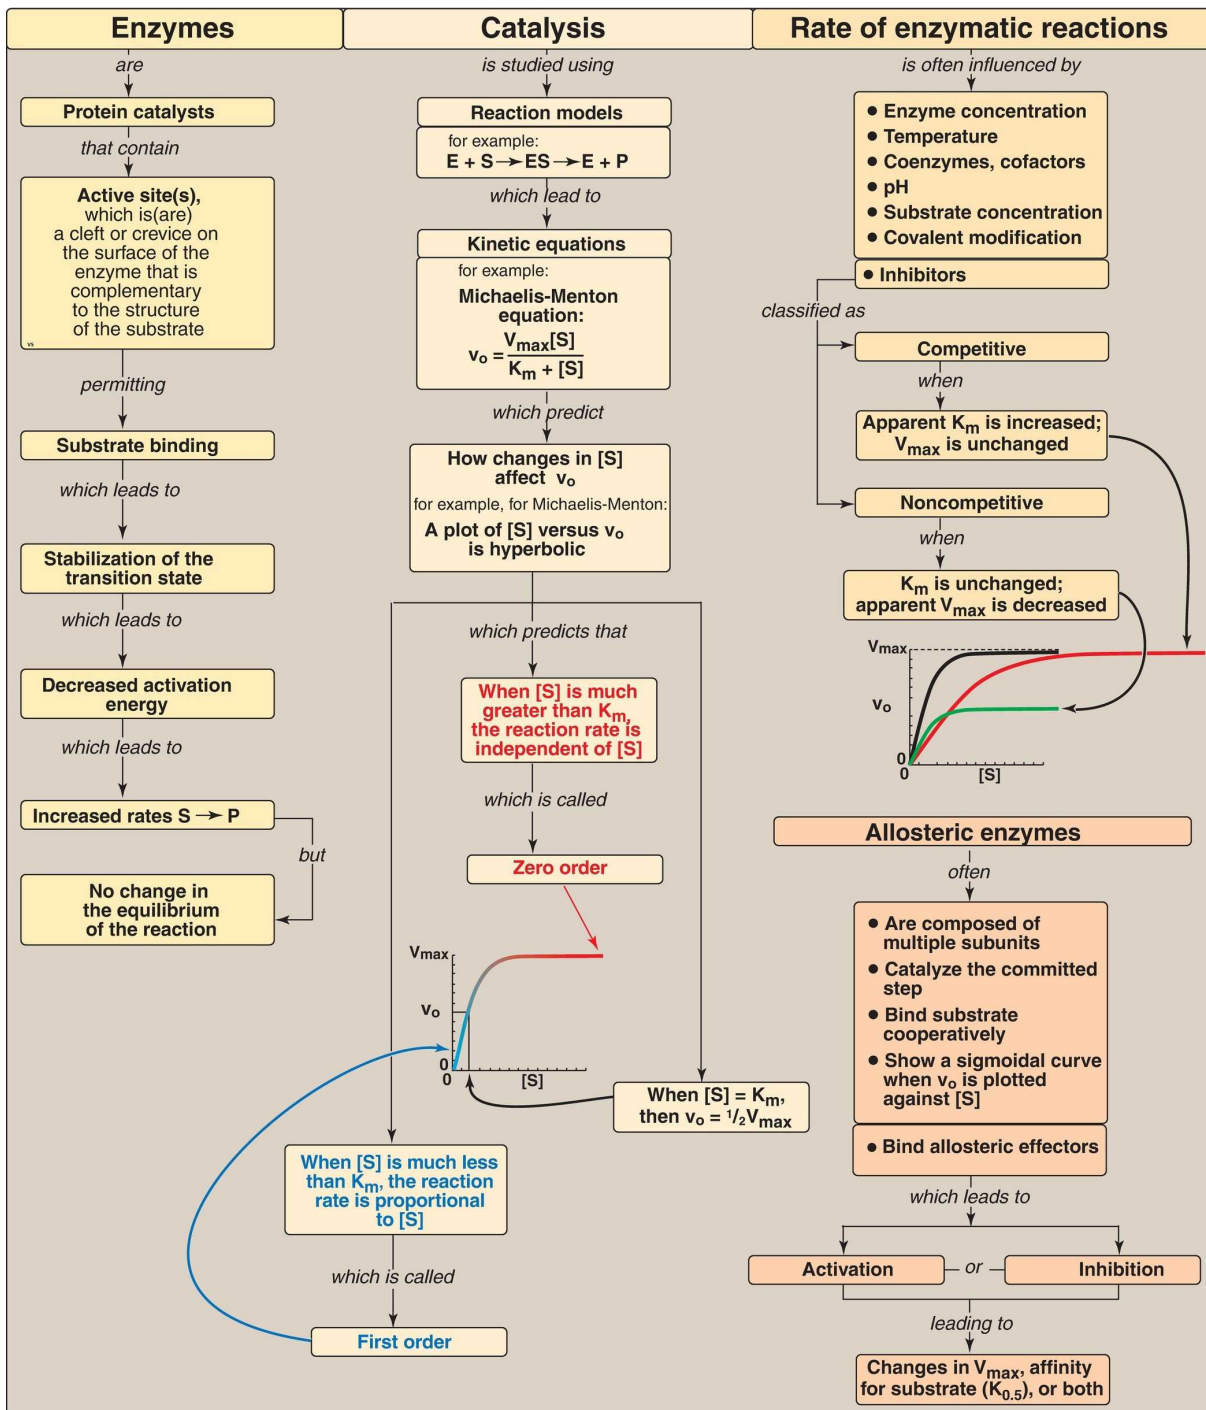 Enzymes
are
Protein catalysts
that contain
Active site(s),
which is(are)
a cleft or crevice on
the surface of the
enzyme that is
complementary
to the structure
of the substrate
vs
permitting
Substrate binding
which leads to
Stabilization of the
transition state
which leads to
Decreased activation
energy
which leads to
Increased rates S → P
but
No change in
the equilibrium
of the reaction
Catalysis
is studied using
Reaction models
for example:
E + S → ES → E + P
which lead to
Kinetic equations
for example:
Michaelis-Menton
equation:
vo = Vmax[S] / Km + [S]
which predict
How changes in [S]
affect vo
for example, for Michaelis-Menton:
A plot of [S] versus vo
is hyperbolic
which predicts that
When [S] is much
greater than Km,
the reaction rate is
independent of [S]
which is called
Zero order
Vmax
vo
0
0
[S]
When [S] = Km,
then vo = 1/2Vmax
When [S] is much less
than Km, the reaction
rate is proportional
to [S]
which is called
First order
Rate of enzymatic reactions
is often influenced by
• Enzyme concentration
• Temperature
• Coenzymes, cofactors
• pH
• Substrate concentration
• Covalent modification
• Inhibitors
classified as
Competitive
when
Apparent Km is increased;
Vmax is unchanged
Noncompetitive
when
Km is unchanged;
apparent Vmax is decreased
Vmax
vo
0
0
[S]
Allosteric enzymes
often
• Are composed of
multiple subunits
• Catalyze the committed
step
• Bind substrate
cooperatively
• Show a sigmoidal curve
when vo is plotted
against [S]
• Bind allosteric effectors
which leads to
Activation
or
Inhibition
leading to
Changes in Vmax, affinity
for substrate (K0.5), or both